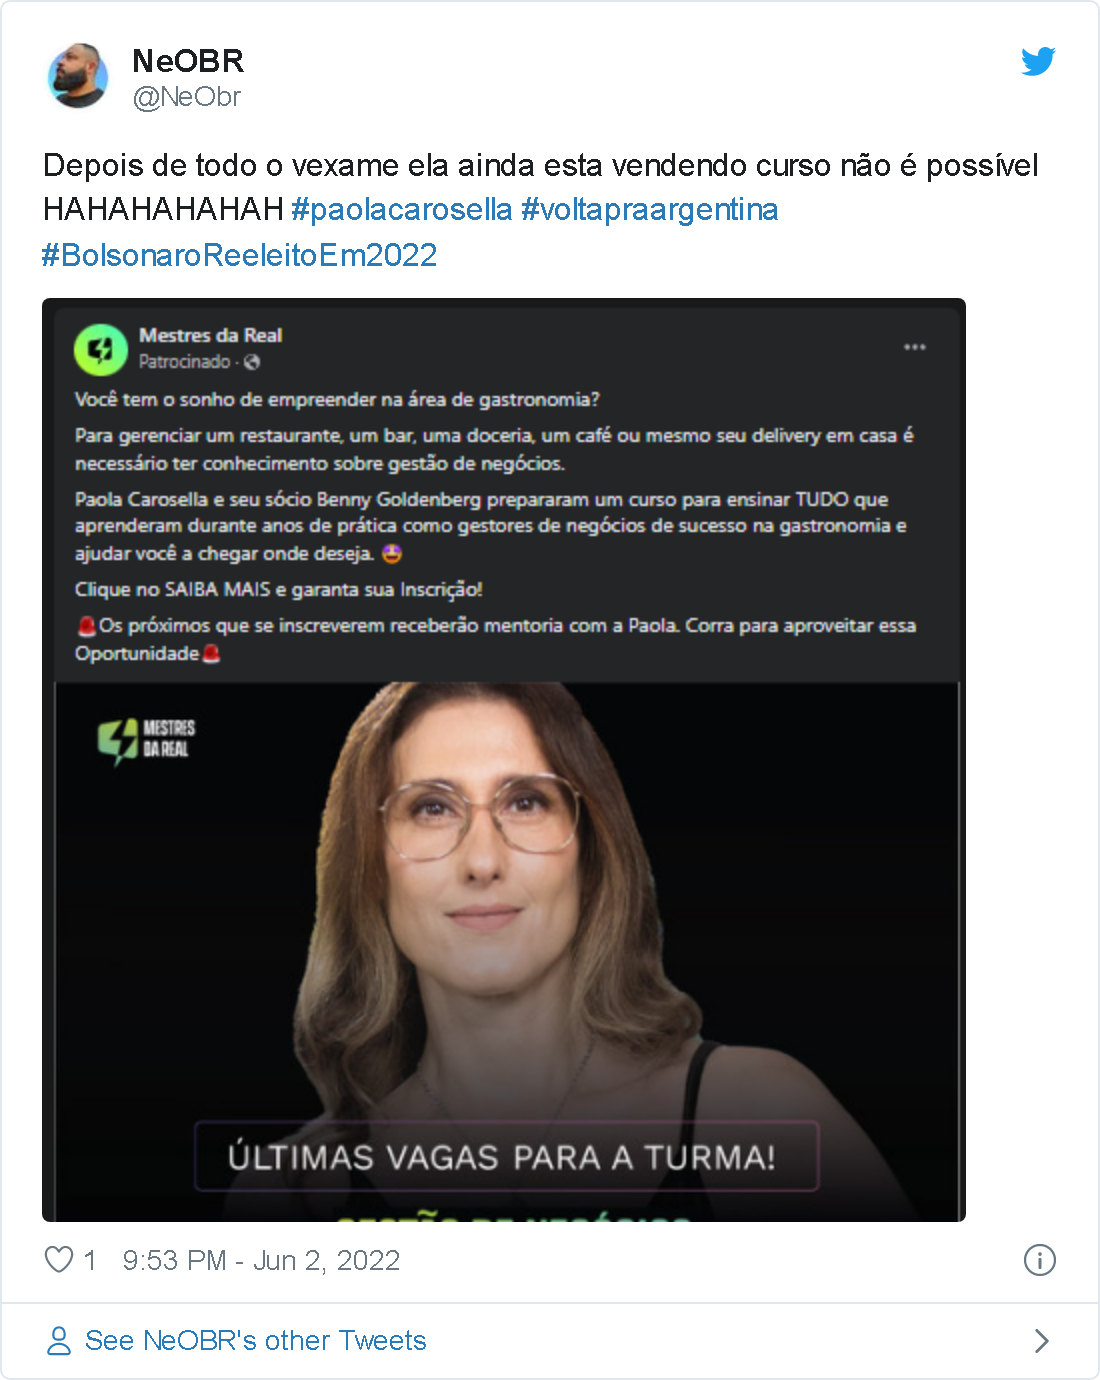 NeOBR
@NeObr
Depois de todo o vexame ela ainda esta vendendo curso não é possível
HAHAHAHAHAH #paolacarosella #voltapraargentina
#BolsonaroReeleitoEm2022
Mestres da Real
Patrocinado ·
Você tem o sonho de empreender na área de gastronomia?
Para gerenciar um restaurante, um bar, uma doceria, um café ou mesmo seu delivery em casa é
necessário ter conhecimento sobre gestão de negócios.
Paola Carosella e seu sócio Benny Goldenberg prepararam um curso para ensinar TUDO que
aprenderam durante anos de prática como gestores de negócios de sucesso na gastronomia e
ajudar você a chegar onde deseja. 🤩
Clique no SAIBA MAIS e garanta sua Inscrição!
🚨Os próximos que se inscreverem receberão mentoria com a Paola. Corra para aproveitar essa
Oportunidade🚨
MESTRES
DA REAL
ÚLTIMAS VAGAS PARA A TURMA!
GESTÃO DE NEGÓCIOS
1 9:53 PM - Jun 2, 2022
See NeOBR's other Tweets